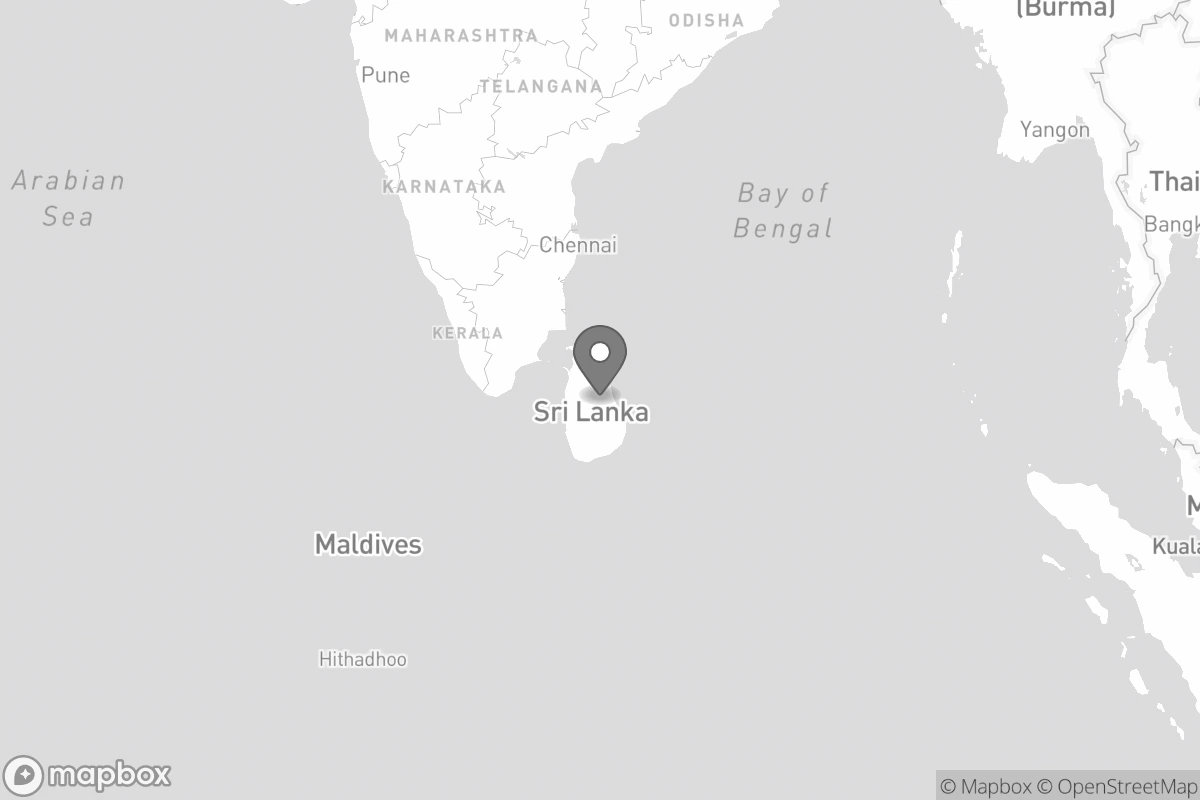 ODISHA
(Burma)
MAHARASHTRA
Pune
TELANGANA
Yangon
Arabian
Sea
KARNATAKA
Bay of
Bengal
Thai
Bangk
Chennai
KERALA
Sri Lanka
M
Maldives
Kuala
Hithadhoo
mapbox
© Mapbox © OpenStreetMap